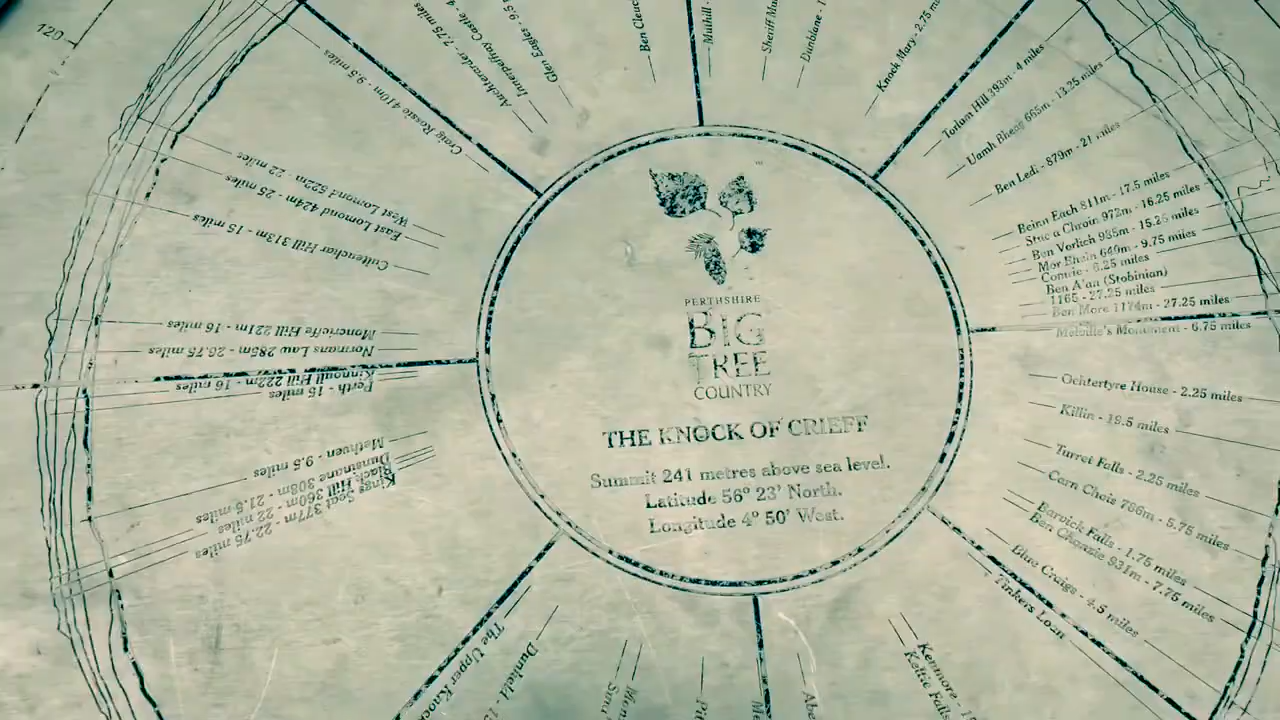 120
PERTHSHIRE
BIG
TREE
COUNTRY
THE KNOCK OF CRIEFF
Summit 241 metres above sea level.
Latitude 56° 23' North.
Longitude 4° 50' West.
Knock Mary - 2.75 m
Torlum Hill 393m - 4 miles
Uamh Bheag 665m - 13.25 miles
Ben Ledi - 879m - 21 miles
Beinn Each 811m - 17.5 miles
Stuc a Chroin 972m - 16.25 miles
Ben Vorlich 985m - 15.25 miles
Mor Bhein 640m - 9.75 miles
Comrie - 6.25 miles
Ben A'an (Stobinian)
1165 - 27.25 miles
Ben More 1174m - 27.25 miles
Melville's Monument - 6.75 miles
Ochtertyre House - 2.25 miles
Killin - 19.5 miles
Turret Falls - 2.25 miles
Carn Chois 786m - 5.75 miles
Barvick Falls - 1.75 miles
Ben Chonzie 931m - 7.75 miles
Blue Craigs - 4.5 miles
Tinkers Loan
Kenmore - 1
Keltie Falls
Abe
Dunkeld - 1
The Upper Knoc
Kings Seat 377m - 22.75 miles
Black Hill 360m - 22 miles
Dunsinane 308m - 21.5 miles
Methven - 9.5 miles
Perth - 15 miles
Kinnoull Hill 222m - 16 miles
Normans Law 285m - 26.75 miles
Moncrieffe Hill 221m - 16 miles
Cultenchar Hill 313m - 15 miles
East Lomond 424m - 25 miles
West Lomond 522m - 22 miles
Craig Rossie 410m - 9.5 miles
Auchterarder - 7.75 miles
Innerpeffray Castle - 4
Glen Eagles - 9.5
Ben Cleuc
Muthill -
Sheriff M
Dunblane - 1